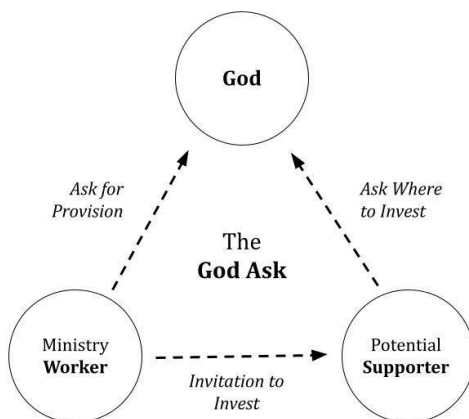 God
Ask for
Provision
Ask Where
to Invest
The
God Ask
Ministry
Worker
Potential
Supporter
Invitation to
Invest